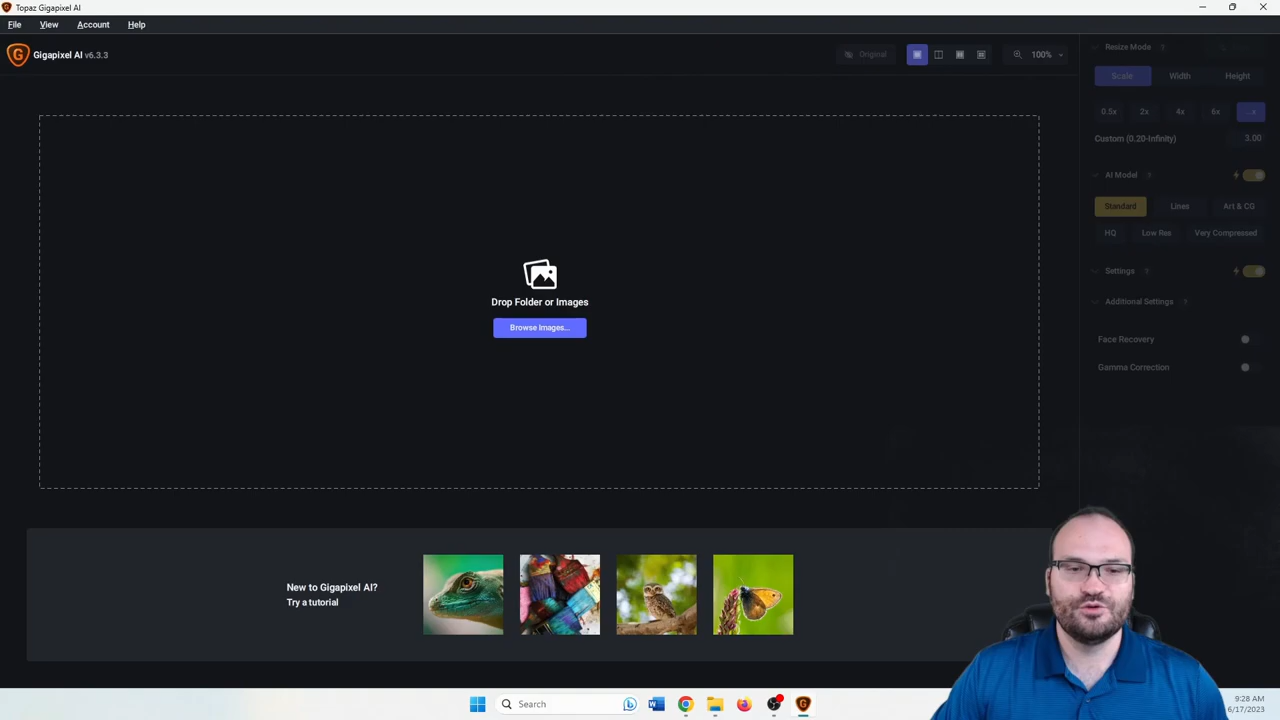 Topaz Gigapixel AI
File View Account Help
Gigapixel AI v6.3.3
Original
100%
Resize Mode ?
Scale Width Height
0.5x 2x 4x 6x ...x
Custom (0.20-Infinity) 3.00
AI Model ?
Standard Lines Art & CG
HQ Low Res Very Compressed
Settings ?
Additional Settings ?
Face Recovery
Gamma Correction
Drop Folder or Images
Browse Images...
New to Gigapixel AI?
Try a tutorial
Search
9:28 AM
6/17/2023